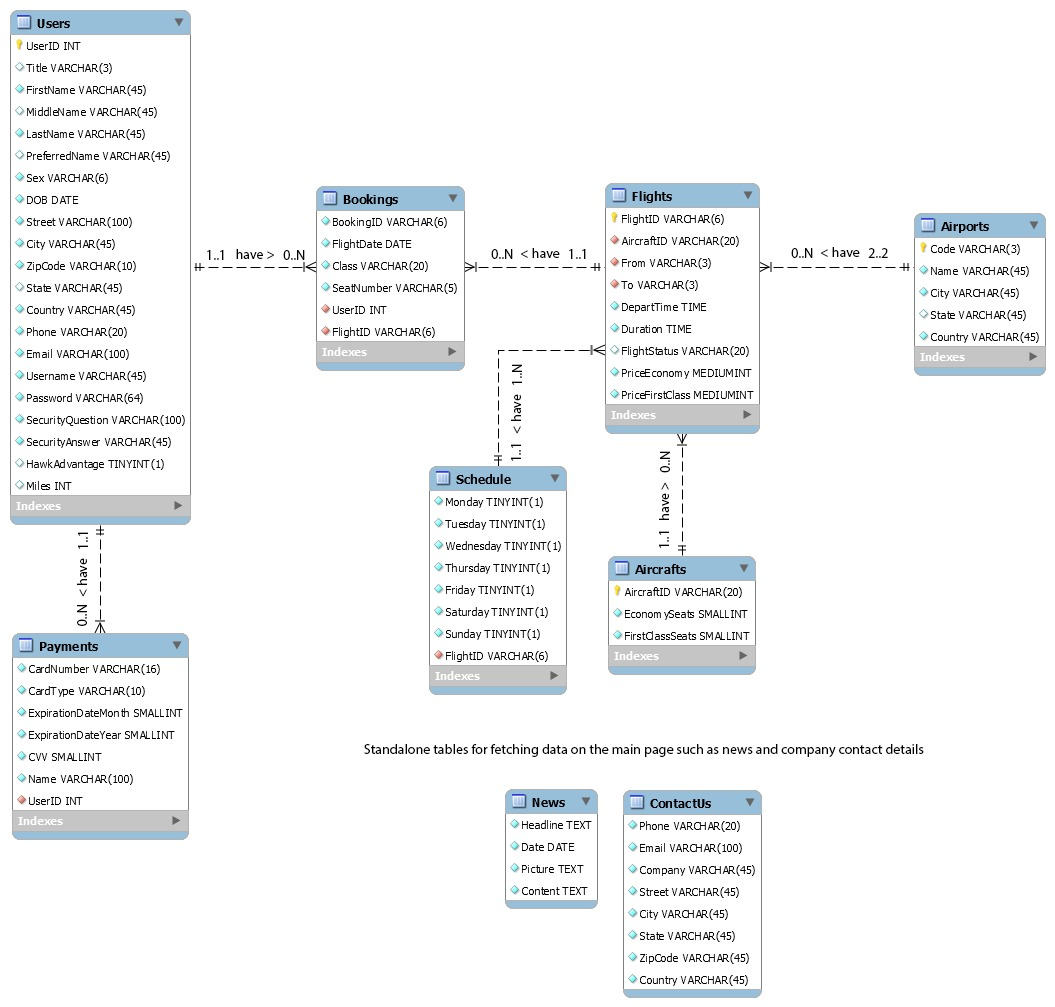 Users
UserID INT
Title VARCHAR(3)
FirstName VARCHAR(45)
MiddleName VARCHAR(45)
LastName VARCHAR(45)
PreferredName VARCHAR(45)
Sex VARCHAR(6)
DOB DATE
Street VARCHAR(100)
City VARCHAR(45)
ZipCode VARCHAR(10)
State VARCHAR(45)
Country VARCHAR(45)
Phone VARCHAR(20)
Email VARCHAR(100)
Username VARCHAR(45)
Password VARCHAR(64)
SecurityQuestion VARCHAR(100)
SecurityAnswer VARCHAR(45)
HawkAdvantage TINYINT(1)
Miles INT
Indexes
1..1 have > 0..N
Bookings
BookingID VARCHAR(6)
FlightDate DATE
Class VARCHAR(20)
SeatNumber VARCHAR(5)
UserID INT
FlightID VARCHAR(6)
Indexes
0..N < have 1..1
Flights
FlightID VARCHAR(6)
AircraftID VARCHAR(20)
From VARCHAR(3)
To VARCHAR(3)
DepartTime TIME
Duration TIME
FlightStatus VARCHAR(20)
PriceEconomy MEDIUMINT
PriceFirstClass MEDIUMINT
Indexes
0..N < have 2..2
Airports
Code VARCHAR(3)
Name VARCHAR(45)
City VARCHAR(45)
State VARCHAR(45)
Country VARCHAR(45)
Indexes
1..1 < have 1..N
Schedule
Monday TINYINT(1)
Tuesday TINYINT(1)
Wednesday TINYINT(1)
Thursday TINYINT(1)
Friday TINYINT(1)
Saturday TINYINT(1)
Sunday TINYINT(1)
FlightID VARCHAR(6)
Indexes
1..1 have > 0..N
Aircrafts
AircraftID VARCHAR(20)
EconomySeats SMALLINT
FirstClassSeats SMALLINT
Indexes
0..N < have 1..1
Payments
CardNumber VARCHAR(16)
CardType VARCHAR(10)
ExpirationDateMonth SMALLINT
ExpirationDateYear SMALLINT
CVV SMALLINT
Name VARCHAR(100)
UserID INT
Indexes
Standalone tables for fetching data on the main page such as news and company contact details
News
Headline TEXT
Date DATE
Picture TEXT
Content TEXT
ContactUs
Phone VARCHAR(20)
Email VARCHAR(100)
Company VARCHAR(45)
Street VARCHAR(45)
City VARCHAR(45)
State VARCHAR(45)
ZipCode VARCHAR(45)
Country VARCHAR(45)